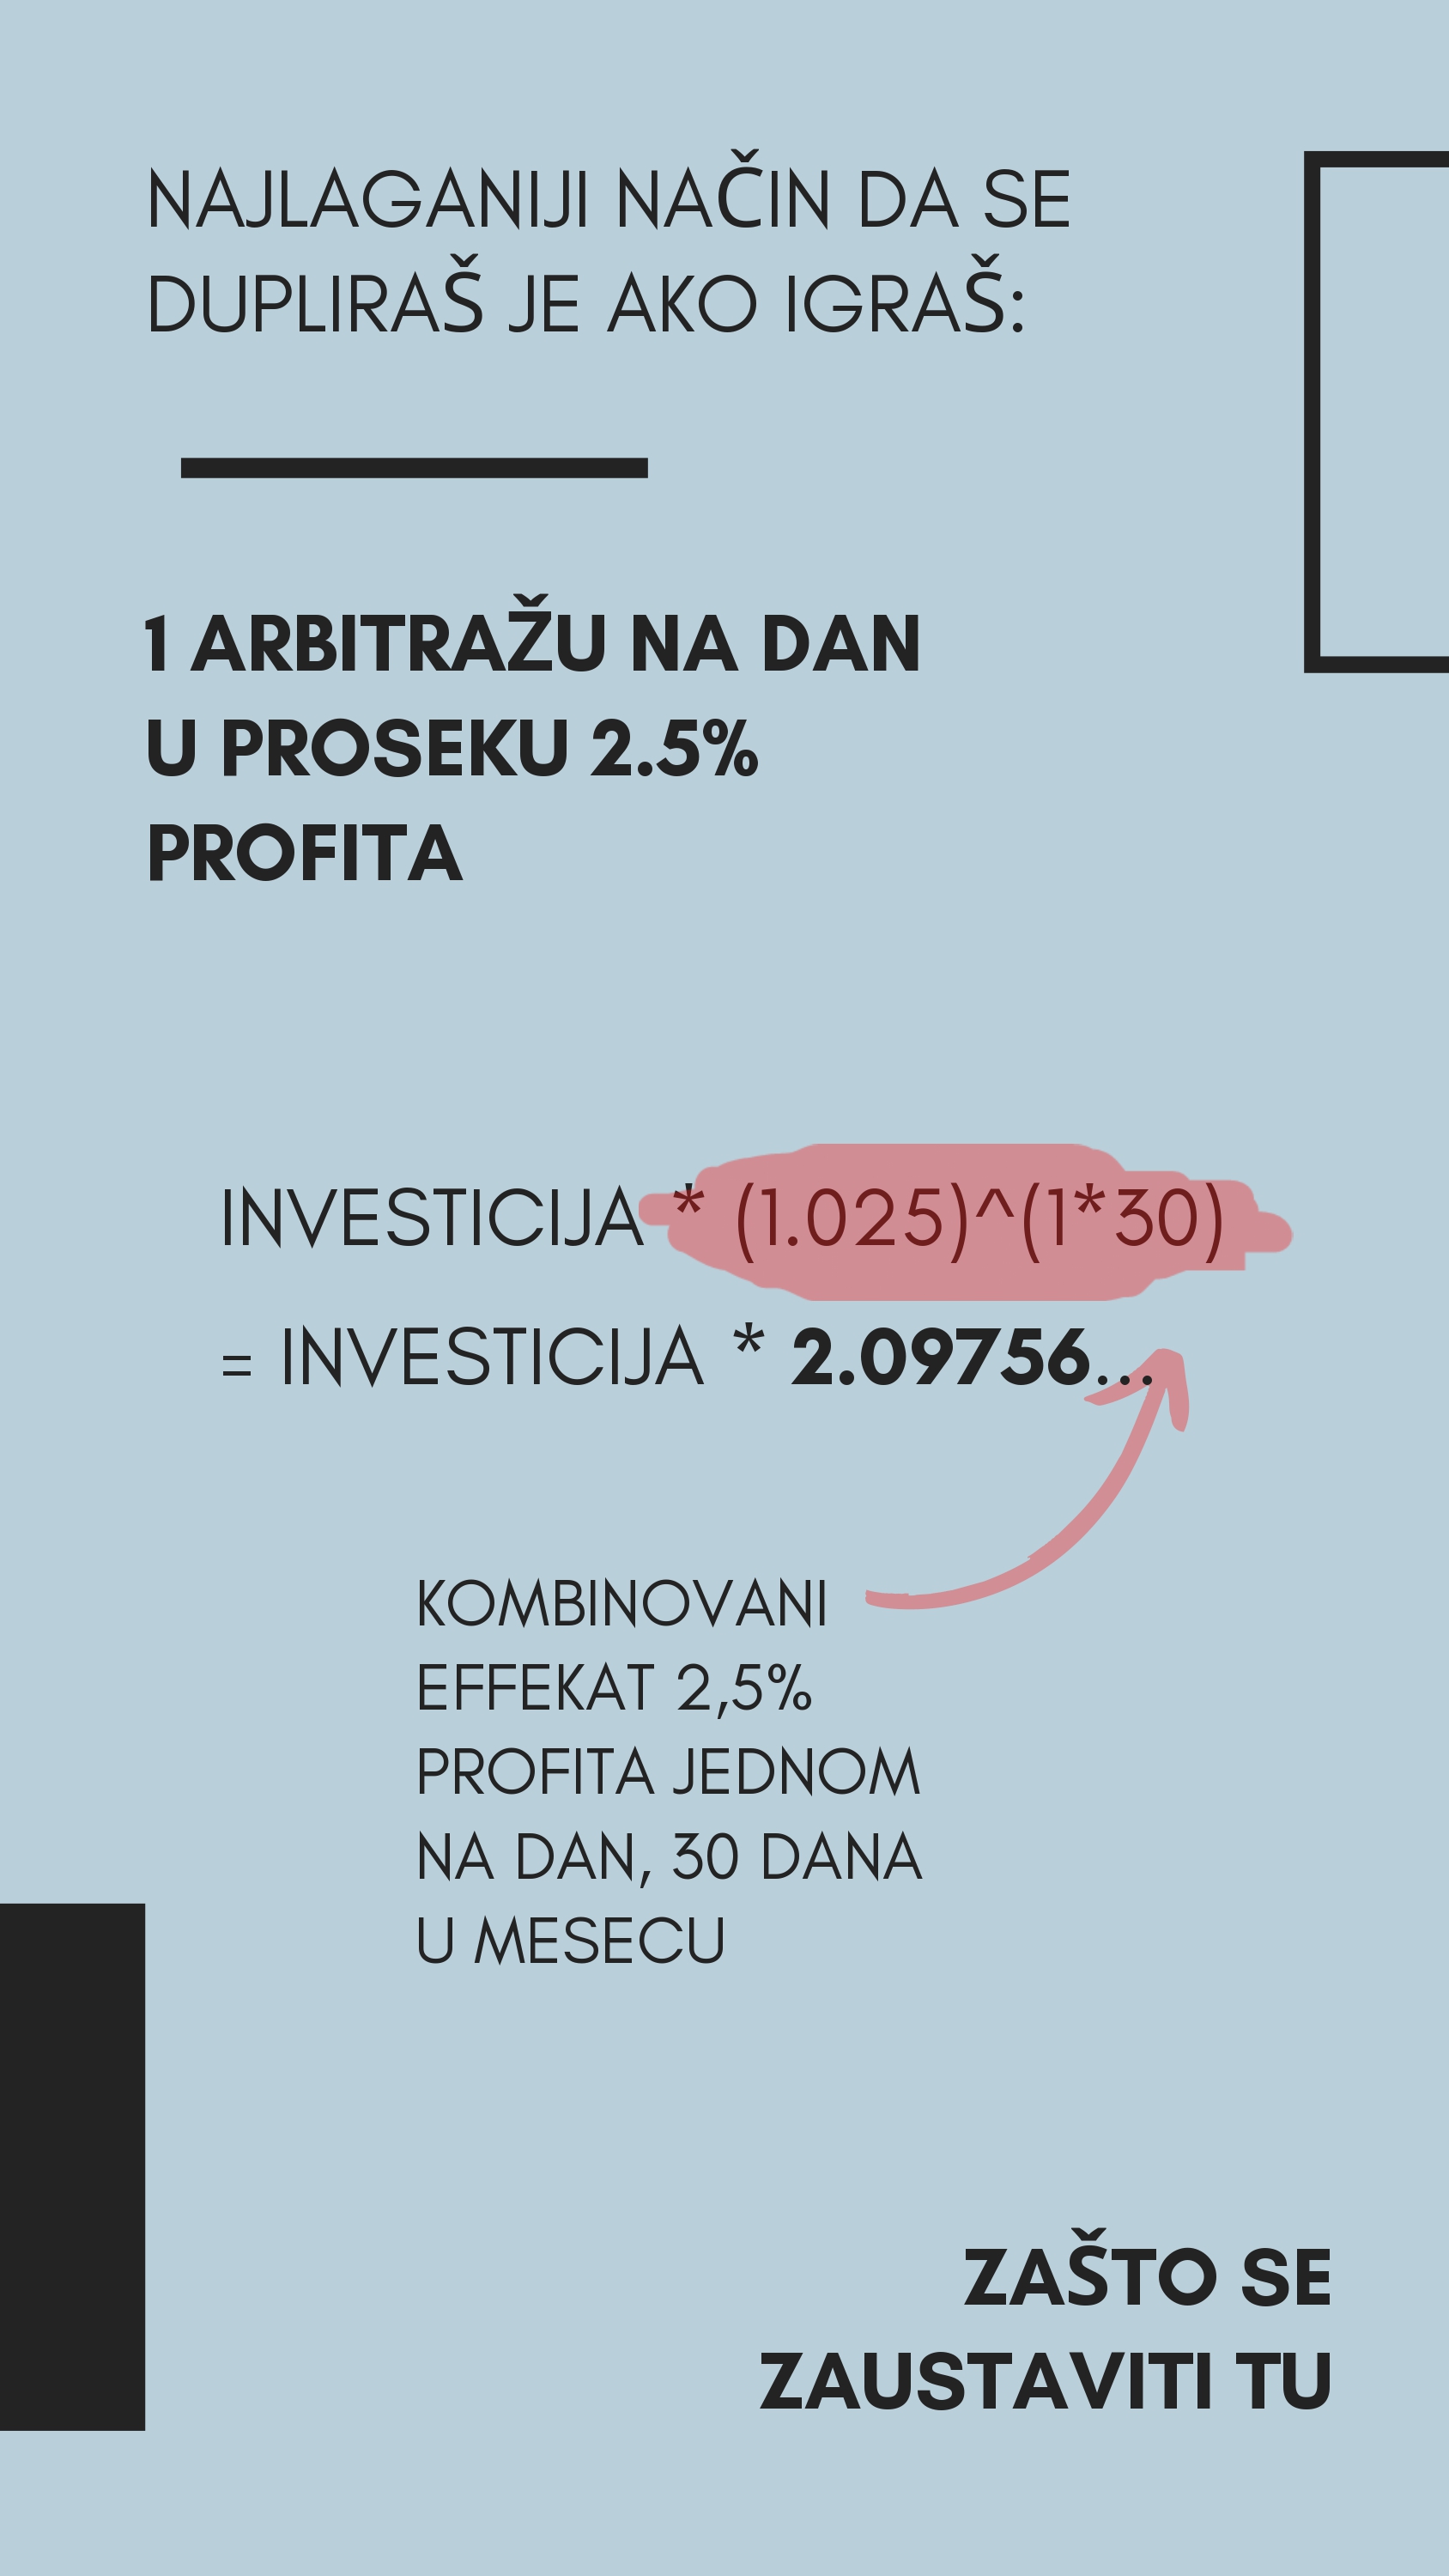 NAJLAGANIJI NAČIN DA SE
DUPLIRAŠ JE AKO IGRAŠ:
1 ARBITRAŽU NA DAN
U PROSEKU 2.5%
PROFITA
INVESTICIJA * (1.025)^(1*30)
= INVESTICIJA * 2.09756...
KOMBINOVANI
EFFEKAT 2,5%
PROFITA JEDNOM
NA DAN, 30 DANA
U MESECU
ZAŠTO SE
ZAUSTAVITI TU